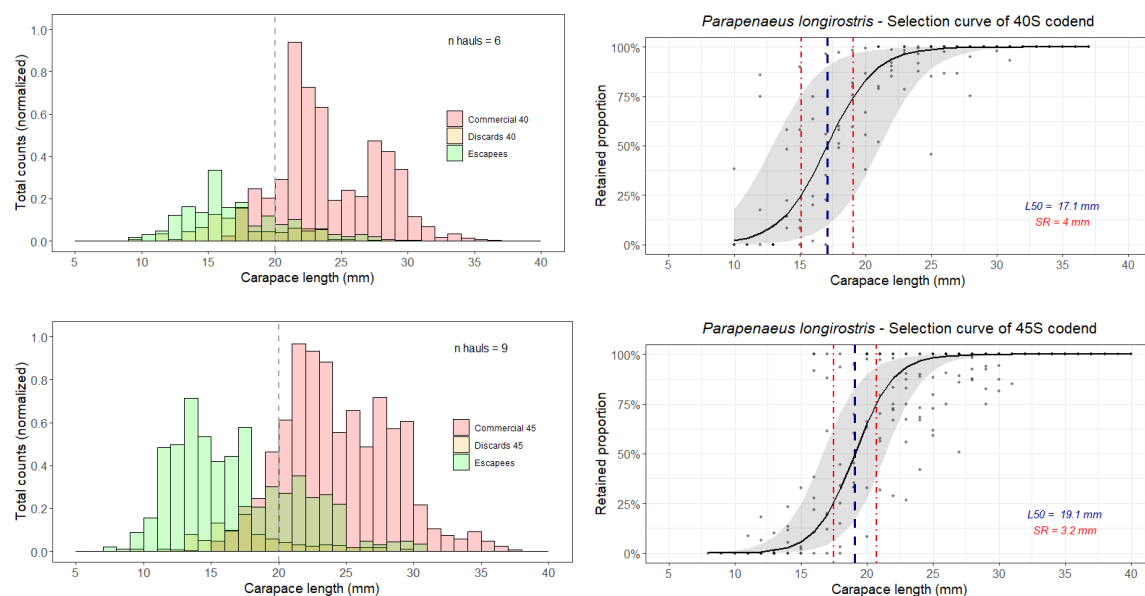 n hauls = 6
Total counts (normalized)
1.0
0.8
0.6
0.4
0.2
0.0
Commercial 40
Discards 40
Escapees
5 10 15 20 25 30 35 40
Carapace length (mm)
Parapenaeus longirostris - Selection curve of 40S codend
Retained proportion
100%
75%
50%
25%
0%
L50 = 17.1 mm
SR = 4 mm
10 15 20 25 30 35 40
Carapace length (mm)
n hauls = 9
Total counts (normalized)
1.0
0.8
0.6
0.4
0.2
0.0
Commercial 45
Discards 45
Escapees
5 10 15 20 25 30 35 40
Carapace length (mm)
Parapenaeus longirostris - Selection curve of 45S codend
Retained proportion
100%
75%
50%
25%
0%
L50 = 19.1 mm
SR = 3.2 mm
10 15 20 25 30 35 40
Carapace length (mm)